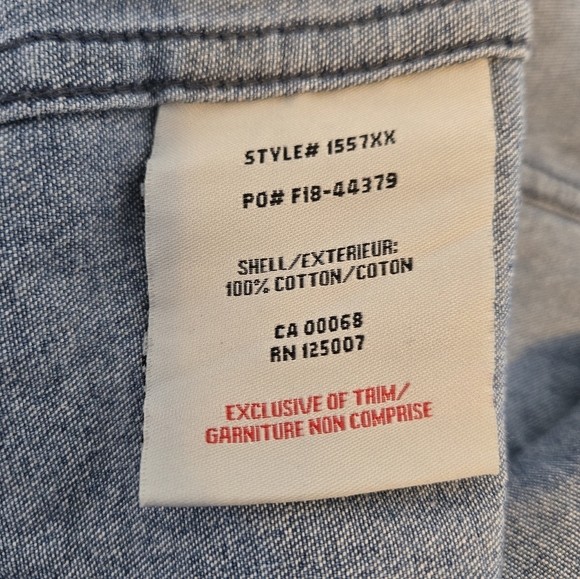 STYLE# 1557XX
PO# F18-44379
SHELL/EXTERIEUR:
100% COTTON/COTON
CA 00068
RN 125007
EXCLUSIVE OF TRIM/
GARNITURE NON COMPRISE